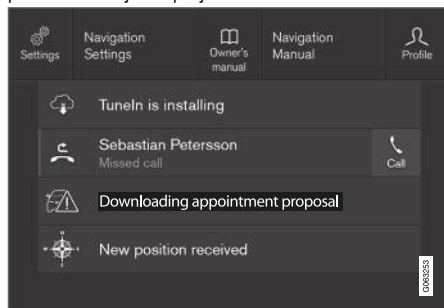 Settings
Navigation
Settings
Owner's
manual
Navigation
Manual
Profile
TuneIn is installing
Sebastian Petersson
Missed call
Call
Downloading appointment proposal
New position received
G063253